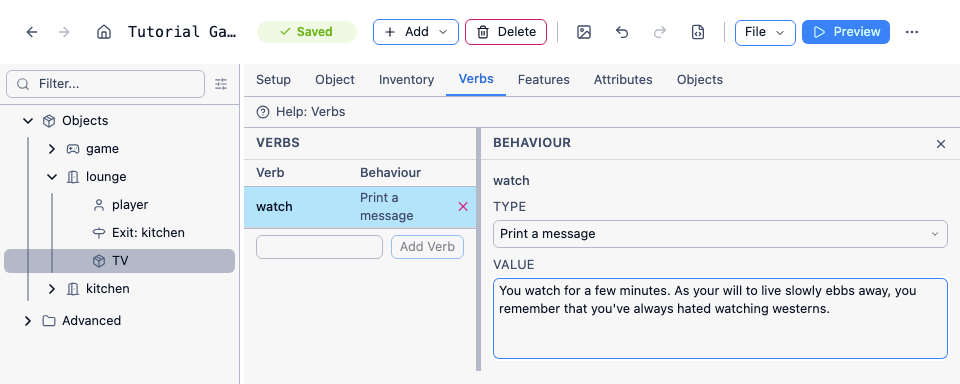 Tutorial Ga...
Saved
Add
Delete
File
Preview
Filter...
Objects
game
lounge
player
Exit: kitchen
TV
kitchen
Advanced
Setup Object Inventory Verbs Features Attributes Objects
Help: Verbs
VERBS
Verb Behaviour
watch Print a
message
Add Verb
BEHAVIOUR
watch
TYPE
Print a message
VALUE
You watch for a few minutes. As your will to live slowly ebbs away, you
remember that you've always hated watching westerns.